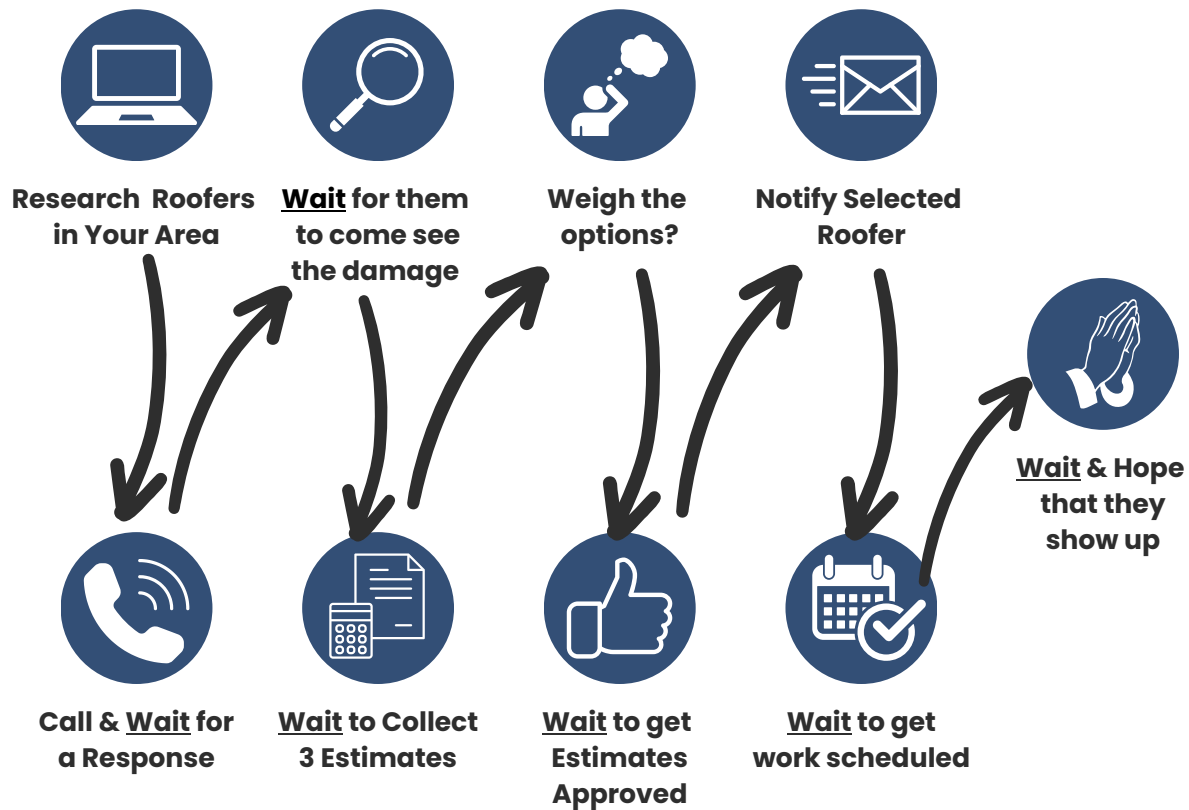 Research Roofers
in Your Area
Call & Wait for
a Response
Wait for them
to come see
the damage
Wait to Collect
3 Estimates
Weigh the
options?
Wait to get
Estimates
Approved
Notify Selected
Roofer
Wait to get
work scheduled
Wait & Hope
that they
show up